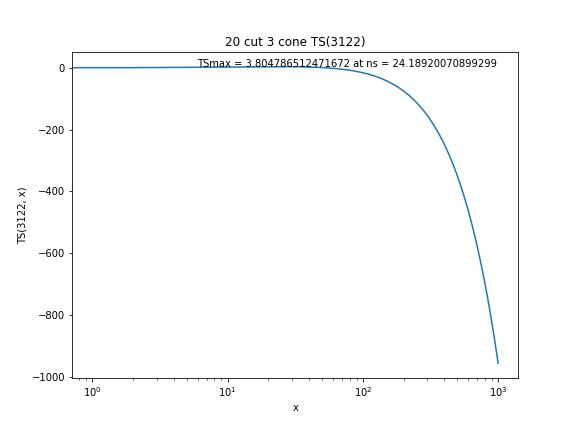 20 cut 3 cone TS(3122)
TSmax = 3.804786512471672 at ns = 24.18920070899299
0
−200
−400
−600
−800
−1000
TS(3122, x)
10⁰
10¹
10²
10³
x